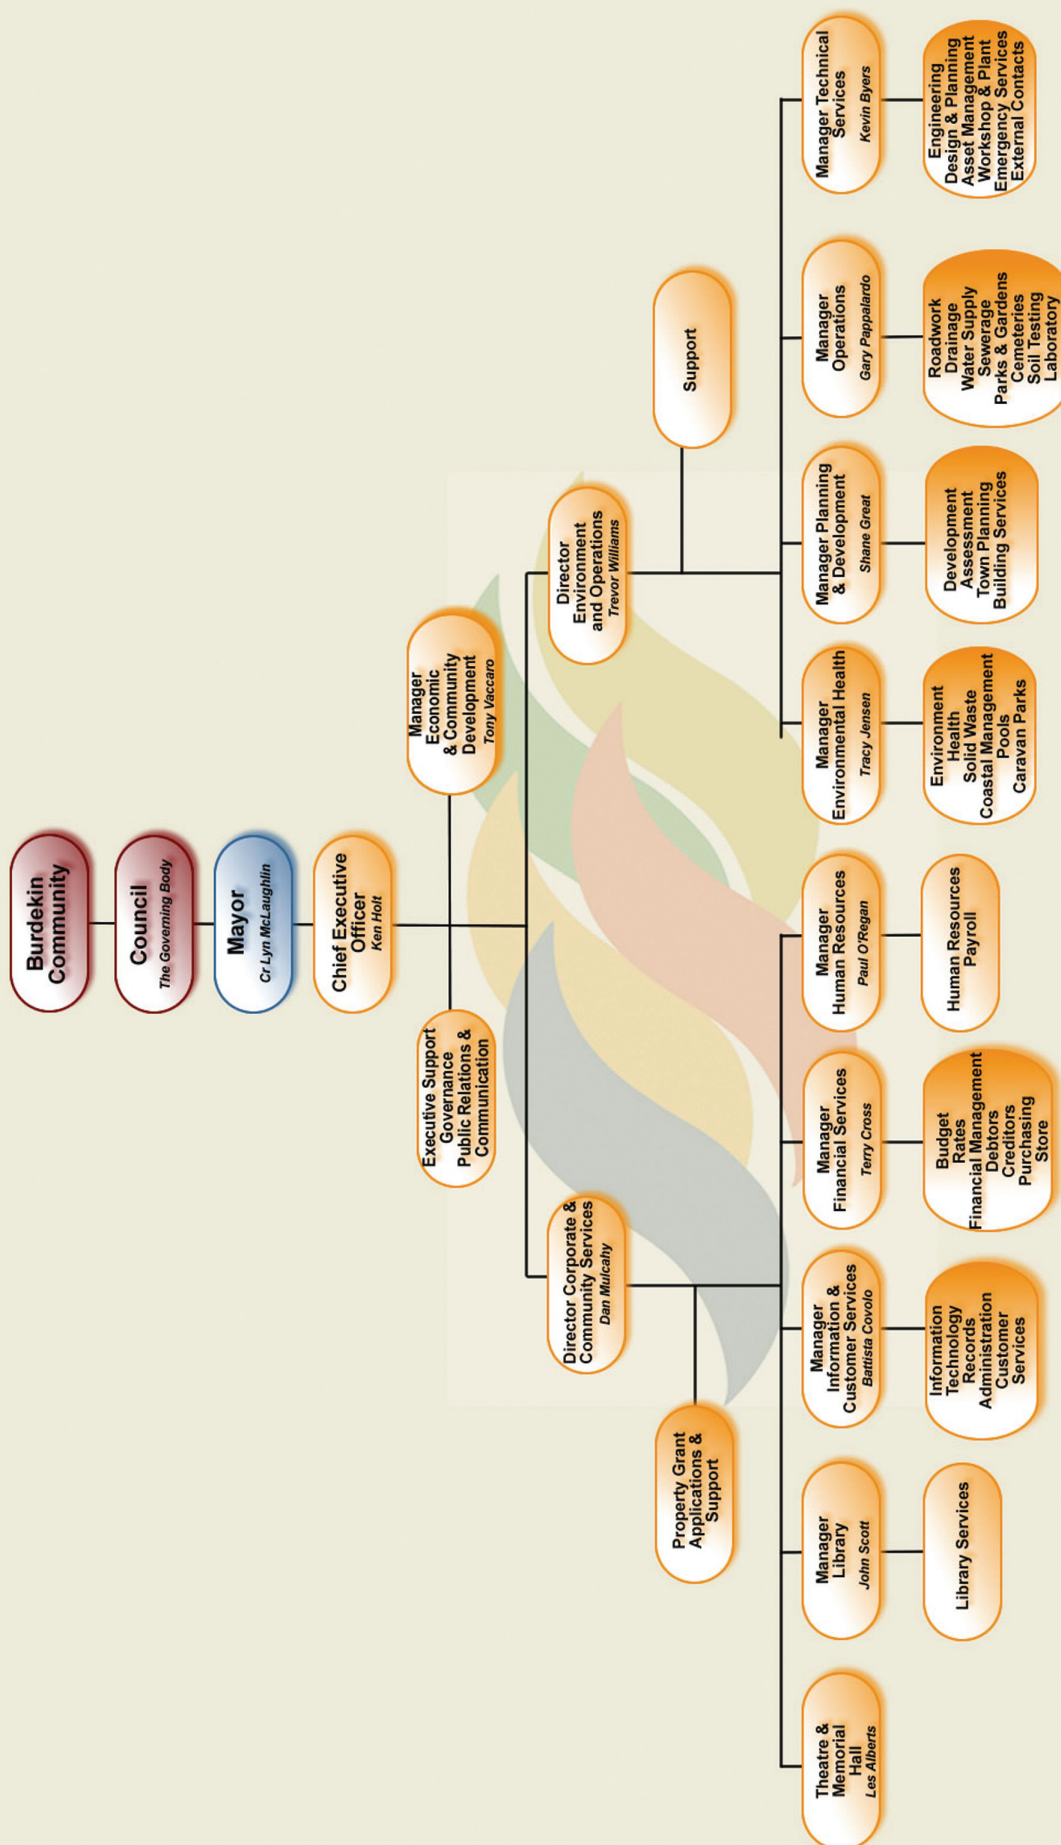 Burdekin
Community
Council
The Governing Body
Mayor
Cr Lyn McLaughlin
Chief Executive
Officer
Ken Holt
Executive Support
Governance
Public Relations &
Communication
Manager
Economic
& Community
Development
Tony Vaccaro
Director Corporate &
Community Services
Dan Mulcahy
Director
Environment
and Operations
Trevor Williams
Property Grant
Applications &
Support
Support
Theatre &
Memorial
Hall
Les Alberts
Manager
Library
John Scott
Manager
Information &
Customer Services
Battista Covolo
Manager
Financial Services
Terry Cross
Manager
Human Resources
Paul O'Regan
Manager
Environmental Health
Tracy Jensen
Manager Planning
& Development
Shane Great
Manager
Operations
Gary Pappalardo
Manager Technical
Services
Kevin Byers
Library Services
Information
Technology
Records
Administration
Customer
Services
Budget
Rates
Financial Management
Debtors
Creditors
Purchasing
Store
Human Resources
Payroll
Environment
Health
Solid Waste
Coastal Management
Pools
Caravan Parks
Development
Assessment
Town Planning
Building Services
Roadwork
Drainage
Water Supply
Sewerage
Parks & Gardens
Cemeteries
Soil Testing
Laboratory
Engineering
Design & Planning
Asset Management
Workshop & Plant
Emergency Services
External Contacts